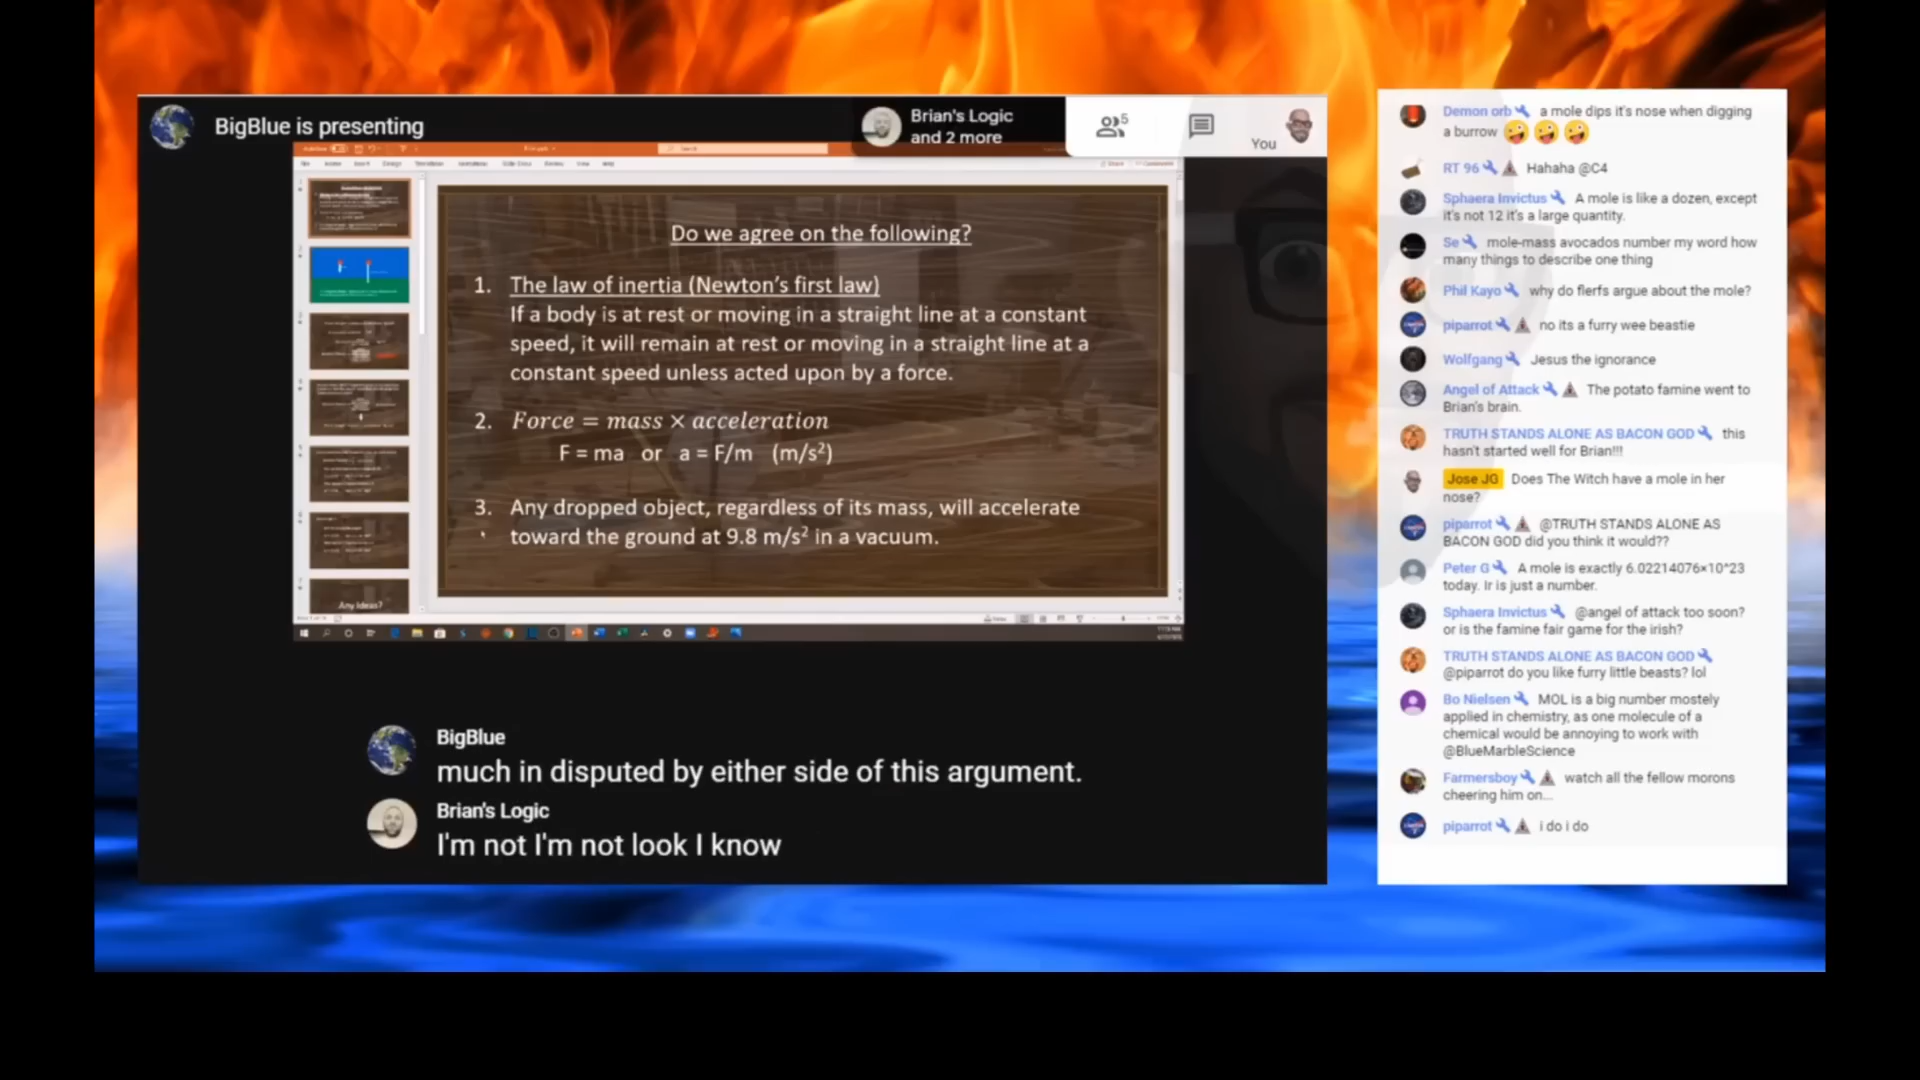 BigBlue is presenting
Brian's Logic
and 2 more
5
You
Do we agree on the following?
1. The law of inertia (Newton's first law)
If a body is at rest or moving in a straight line at a constant
speed, it will remain at rest or moving in a straight line at a
constant speed unless acted upon by a force.
2. Force = mass × acceleration
F = ma or a = F/m (m/s²)
3. Any dropped object, regardless of its mass, will accelerate
toward the ground at 9.8 m/s² in a vacuum.
Any Ideas?
BigBlue
much in disputed by either side of this argument.
Brian's Logic
I'm not I'm not look I know
Demon orb a mole dips it's nose when digging
a burrow 🤪🤪🤪
RT 96 Hahaha @C4
Sphaera Invictus A mole is like a dozen, except
it's not 12 it's a large quantity.
Se mole-mass avocados number my word how
many things to describe one thing
Phil Kayo why do flerfs argue about the mole?
piparrot no its a furry wee beastie
Wolfgang Jesus the ignorance
Angel of Attack The potato famine went to
Brian's brain.
TRUTH STANDS ALONE AS BACON GOD this
hasn't started well for Brian!!!
Jose JG Does The Witch have a mole in her
nose?
piparrot @TRUTH STANDS ALONE AS
BACON GOD did you think it would??
Peter G A mole is exactly 6.02214076×10^23
today. Ir is just a number.
Sphaera Invictus @angel of attack too soon?
or is the famine fair game for the irish?
TRUTH STANDS ALONE AS BACON GOD
@piparrot do you like furry little beasts? lol
Bo Nielsen MOL is a big number mostely
applied in chemistry, as one molecule of a
chemical would be annoying to work with
@BlueMarbleScience
Farmersboy watch all the fellow morons
cheering him on...
piparrot i do i do